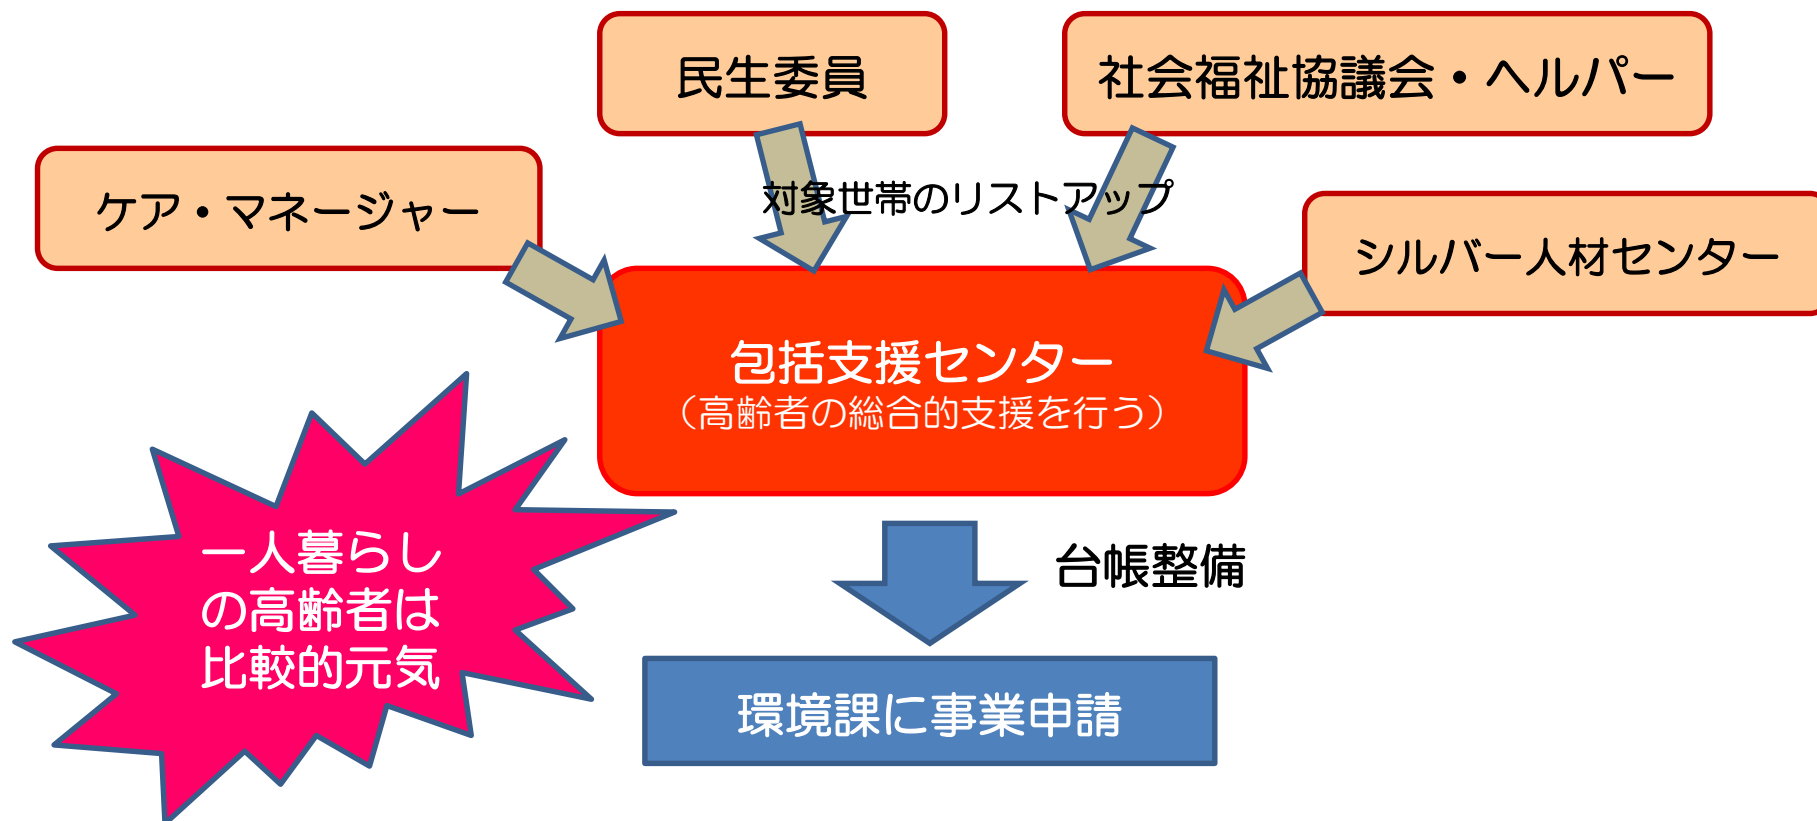 民生委員
社会福祉協議会・ヘルパー
ケア・マネージャー
対象世帯のリストアップ
シルバー人材センター
包括支援センター
（高齢者の総合的支援を行う）
一人暮らし
の高齢者は
比較的元気
台帳整備
環境課に事業申請